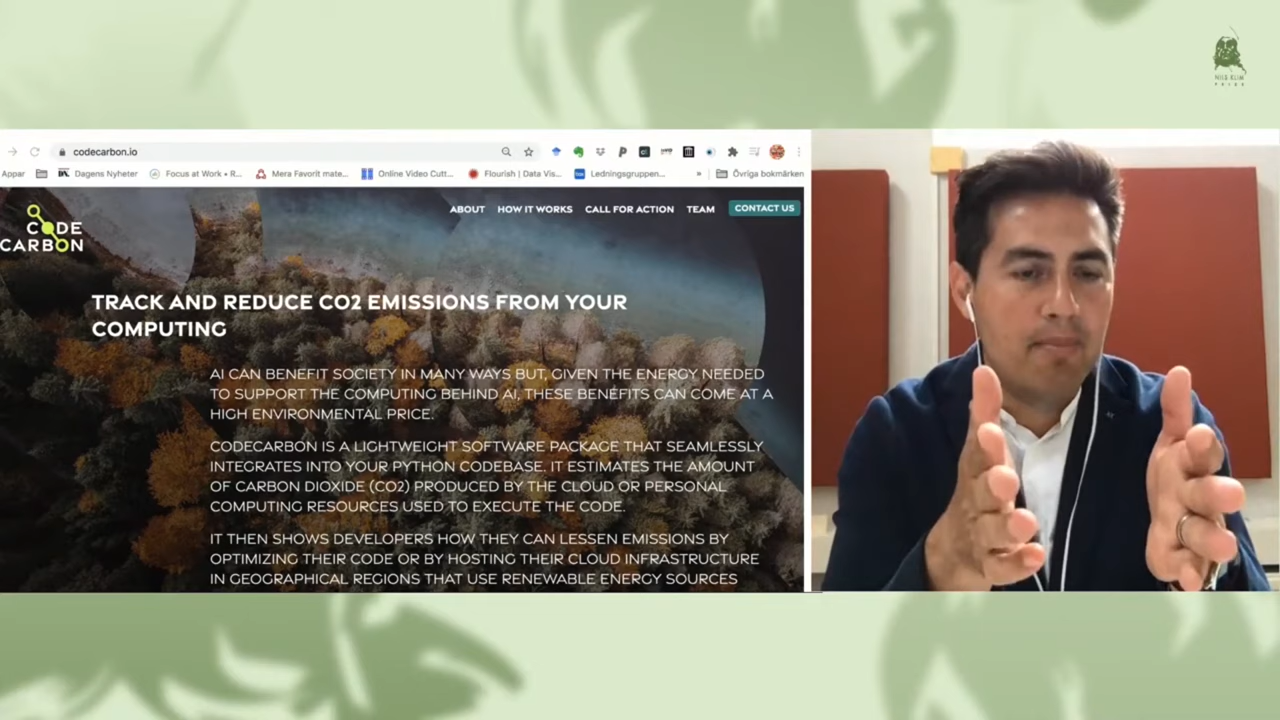 NILS KLIM
PRIZE
codecarbon.io
Appar
Dagens Nyheter
Focus at Work • R...
Mera Favorit mate...
Online Video Cutt...
Flourish | Data Vis...
Ledningsgruppen...
»
Övriga bokmärken
CODE
CARBON
ABOUT
HOW IT WORKS
CALL FOR ACTION
TEAM
CONTACT US
TRACK AND REDUCE CO2 EMISSIONS FROM YOUR
COMPUTING
AI CAN BENEFIT SOCIETY IN MANY WAYS BUT, GIVEN THE ENERGY NEEDED
TO SUPPORT THE COMPUTING BEHIND AI, THESE BENEFITS CAN COME AT A
HIGH ENVIRONMENTAL PRICE.
CODECARBON IS A LIGHTWEIGHT SOFTWARE PACKAGE THAT SEAMLESSLY
INTEGRATES INTO YOUR PYTHON CODEBASE. IT ESTIMATES THE AMOUNT
OF CARBON DIOXIDE (CO2) PRODUCED BY THE CLOUD OR PERSONAL
COMPUTING RESOURCES USED TO EXECUTE THE CODE.
IT THEN SHOWS DEVELOPERS HOW THEY CAN LESSEN EMISSIONS BY
OPTIMIZING THEIR CODE OR BY HOSTING THEIR CLOUD INFRASTRUCTURE
IN GEOGRAPHICAL REGIONS THAT USE RENEWABLE ENERGY SOURCES